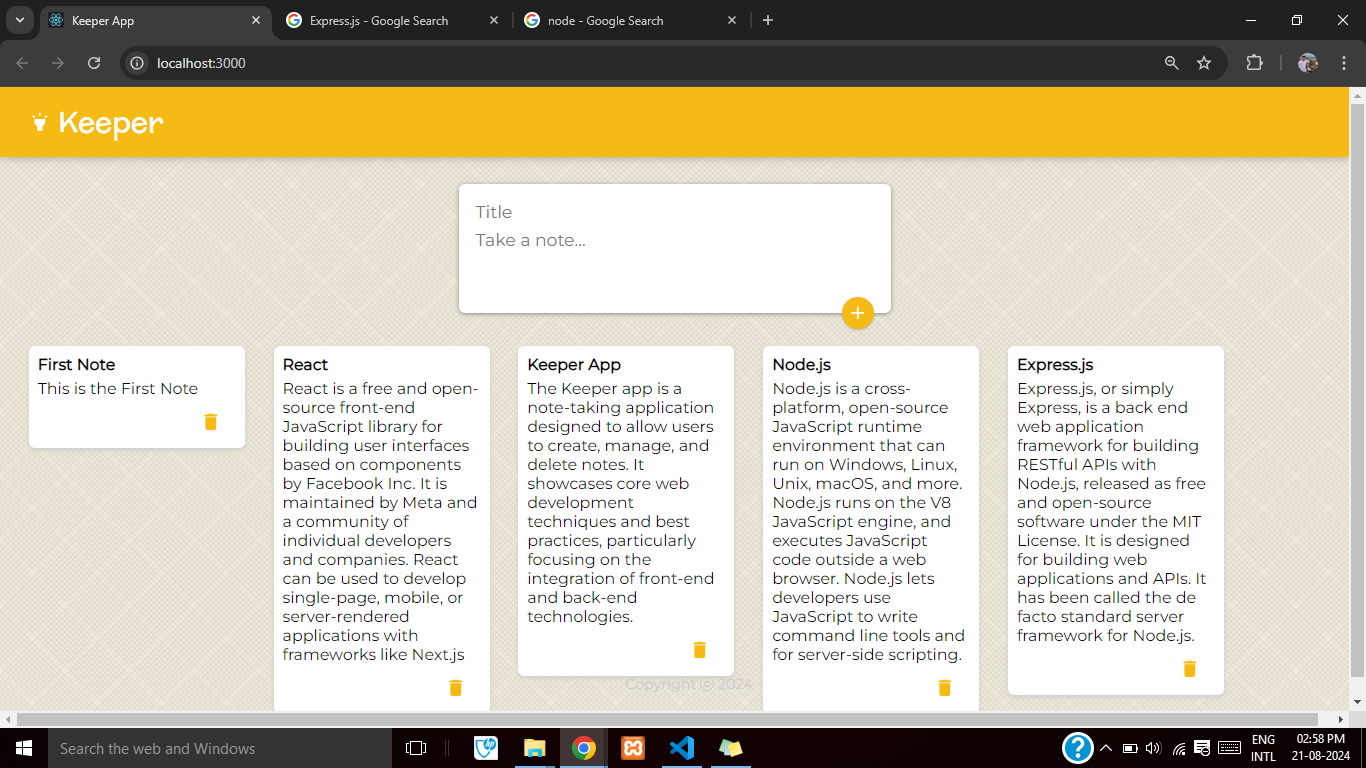 Keeper App
Express.js - Google Search
node - Google Search
localhost:3000
Keeper
Title
Take a note...
First Note
This is the First Note
React
React is a free and open-
source front-end
JavaScript library for
building user interfaces
based on components
by Facebook Inc. It is
maintained by Meta and
a community of
individual developers
and companies. React
can be used to develop
single-page, mobile, or
server-rendered
applications with
frameworks like Next.js
Keeper App
The Keeper app is a
note-taking application
designed to allow users
to create, manage, and
delete notes. It
showcases core web
development
techniques and best
practices, particularly
focusing on the
integration of front-end
and back-end
technologies.
Node.js
Node.js is a cross-
platform, open-source
JavaScript runtime
environment that can
run on Windows, Linux,
Unix, macOS, and more.
Node.js runs on the V8
JavaScript engine, and
executes JavaScript
code outside a web
browser. Node.js lets
developers use
JavaScript to write
command line tools and
for server-side scripting.
Express.js
Express.js, or simply
Express, is a back end
web application
framework for building
RESTful APIs with
Node.js, released as free
and open-source
software under the MIT
License. It is designed
for building web
applications and APIs. It
has been called the de
facto standard server
framework for Node.js.
Copyright ⓒ 2024
Search the web and Windows
ENG
INTL
02:58 PM
21-08-2024